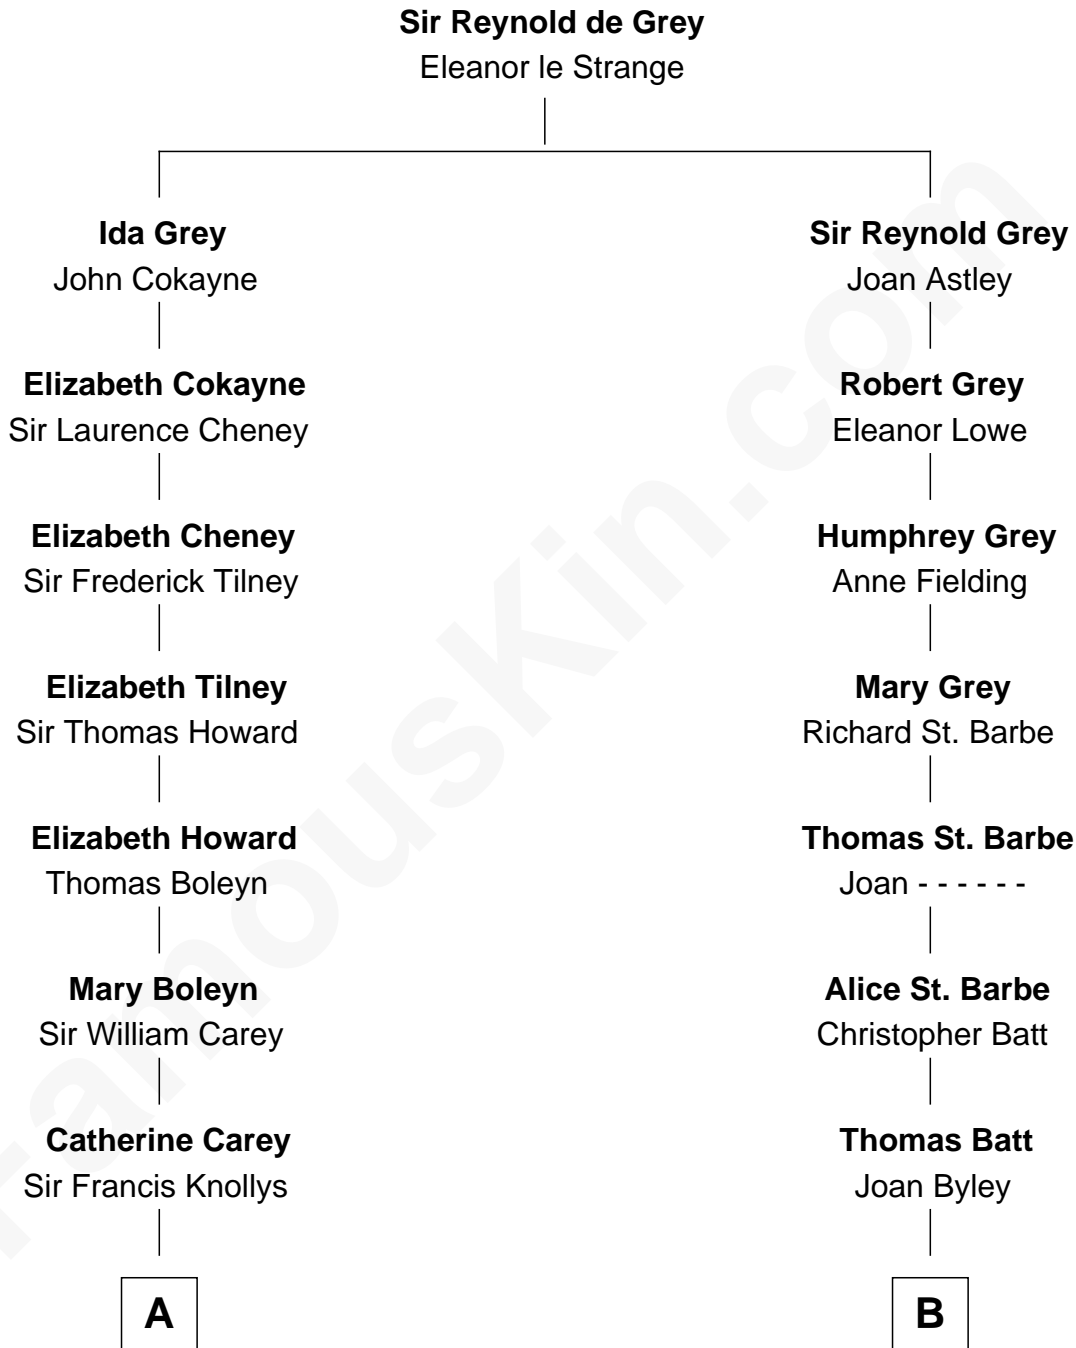 Sir Reynold de Grey
Eleanor le Strange
Ida Grey
John Cokayne
Sir Reynold Grey
Joan Astley
Elizabeth Cokayne
Sir Laurence Cheney
Robert Grey
Eleanor Lowe
Elizabeth Cheney
Sir Frederick Tilney
Humphrey Grey
Anne Fielding
Elizabeth Tilney
Sir Thomas Howard
Mary Grey
Richard St. Barbe
Elizabeth Howard
Thomas Boleyn
Thomas St. Barbe
Joan - - - - - -
Mary Boleyn
Sir William Carey
Alice St. Barbe
Christopher Batt
Catherine Carey
Sir Francis Knollys
Thomas Batt
Joan Byley
A
B
FamousKin.com